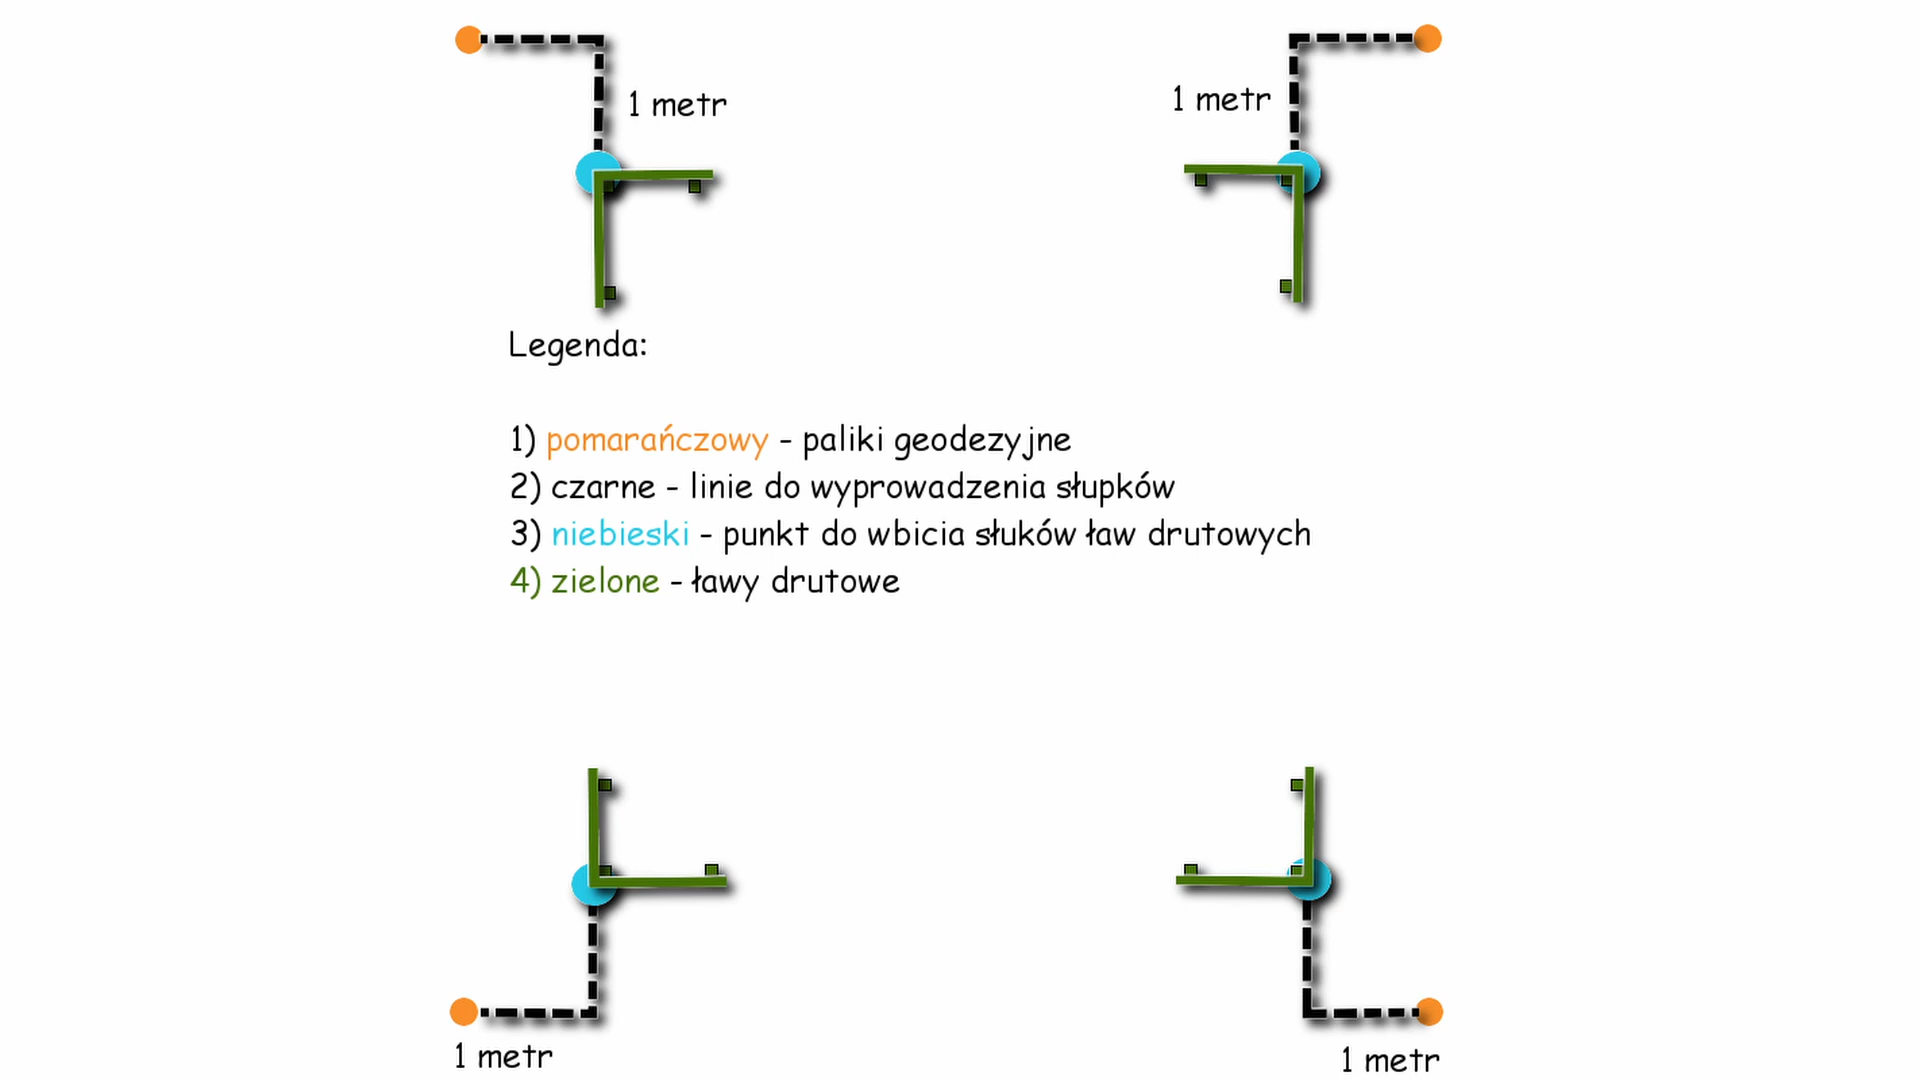 1 metr
1 metr
Legenda:
1) pomarańczowy - paliki geodezyjne
2) czarne - linie do wyprowadzenia słupków
3) niebieski - punkt do wbicia słuków ław drutowych
4) zielone - ławy drutowe
1 metr
1 metr